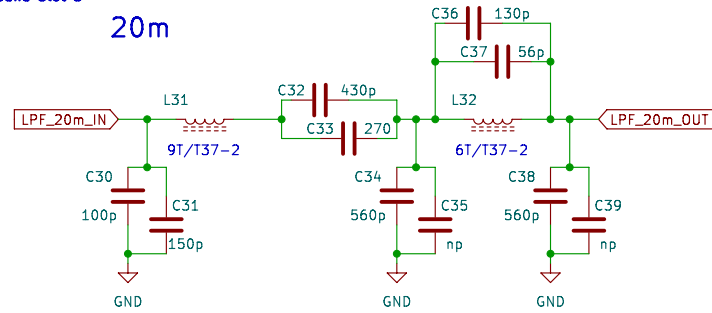 20m
C36 130p
C37 56p
L31
C32 430p
L32
LPF_20m_IN
C33 270
LPF_20m_OUT
9T/T37-2
6T/T37-2
C30
C34
C38
100p
C31
560p
C35
560p
C39
150p
np
np
GND
GND
GND